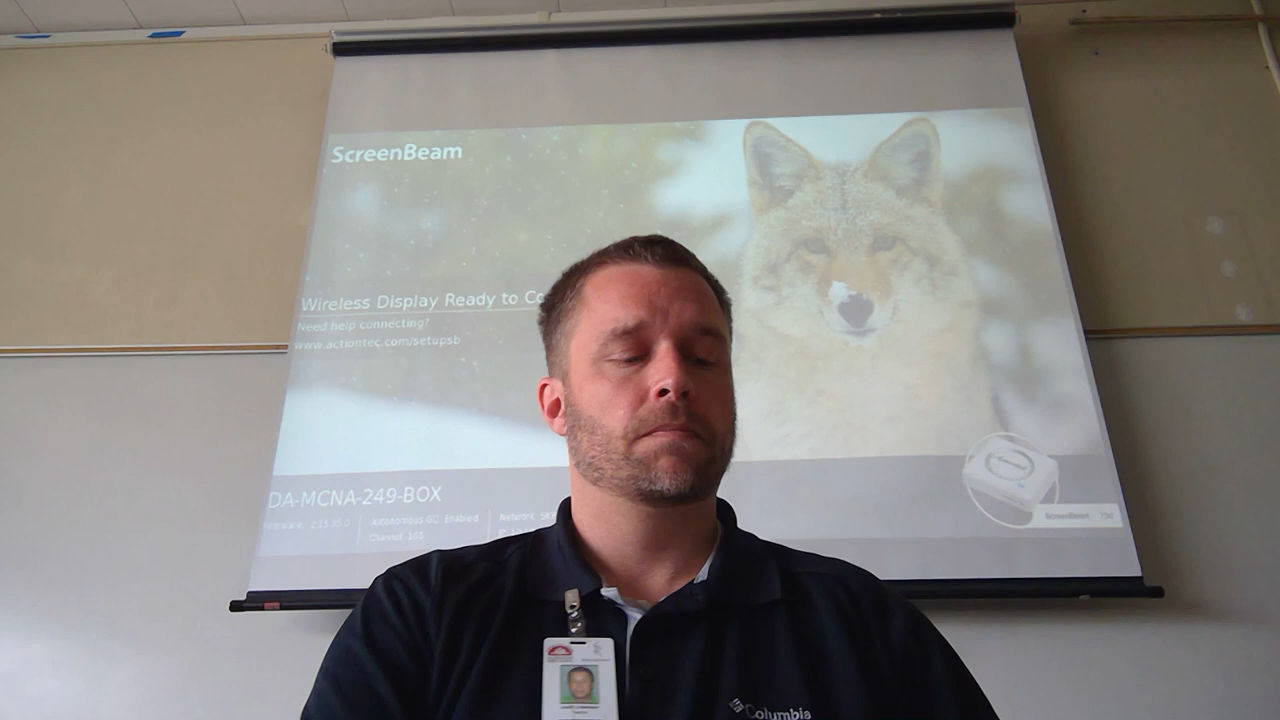 ScreenBeam
Wireless Display Ready to
Need help connecting?
www.actiontec.com/setupsb
DA-MCNA-249-BOX
Autonomous GO: Enabled
Channel: 165
Network:
ScreenBeam 750
Columbia